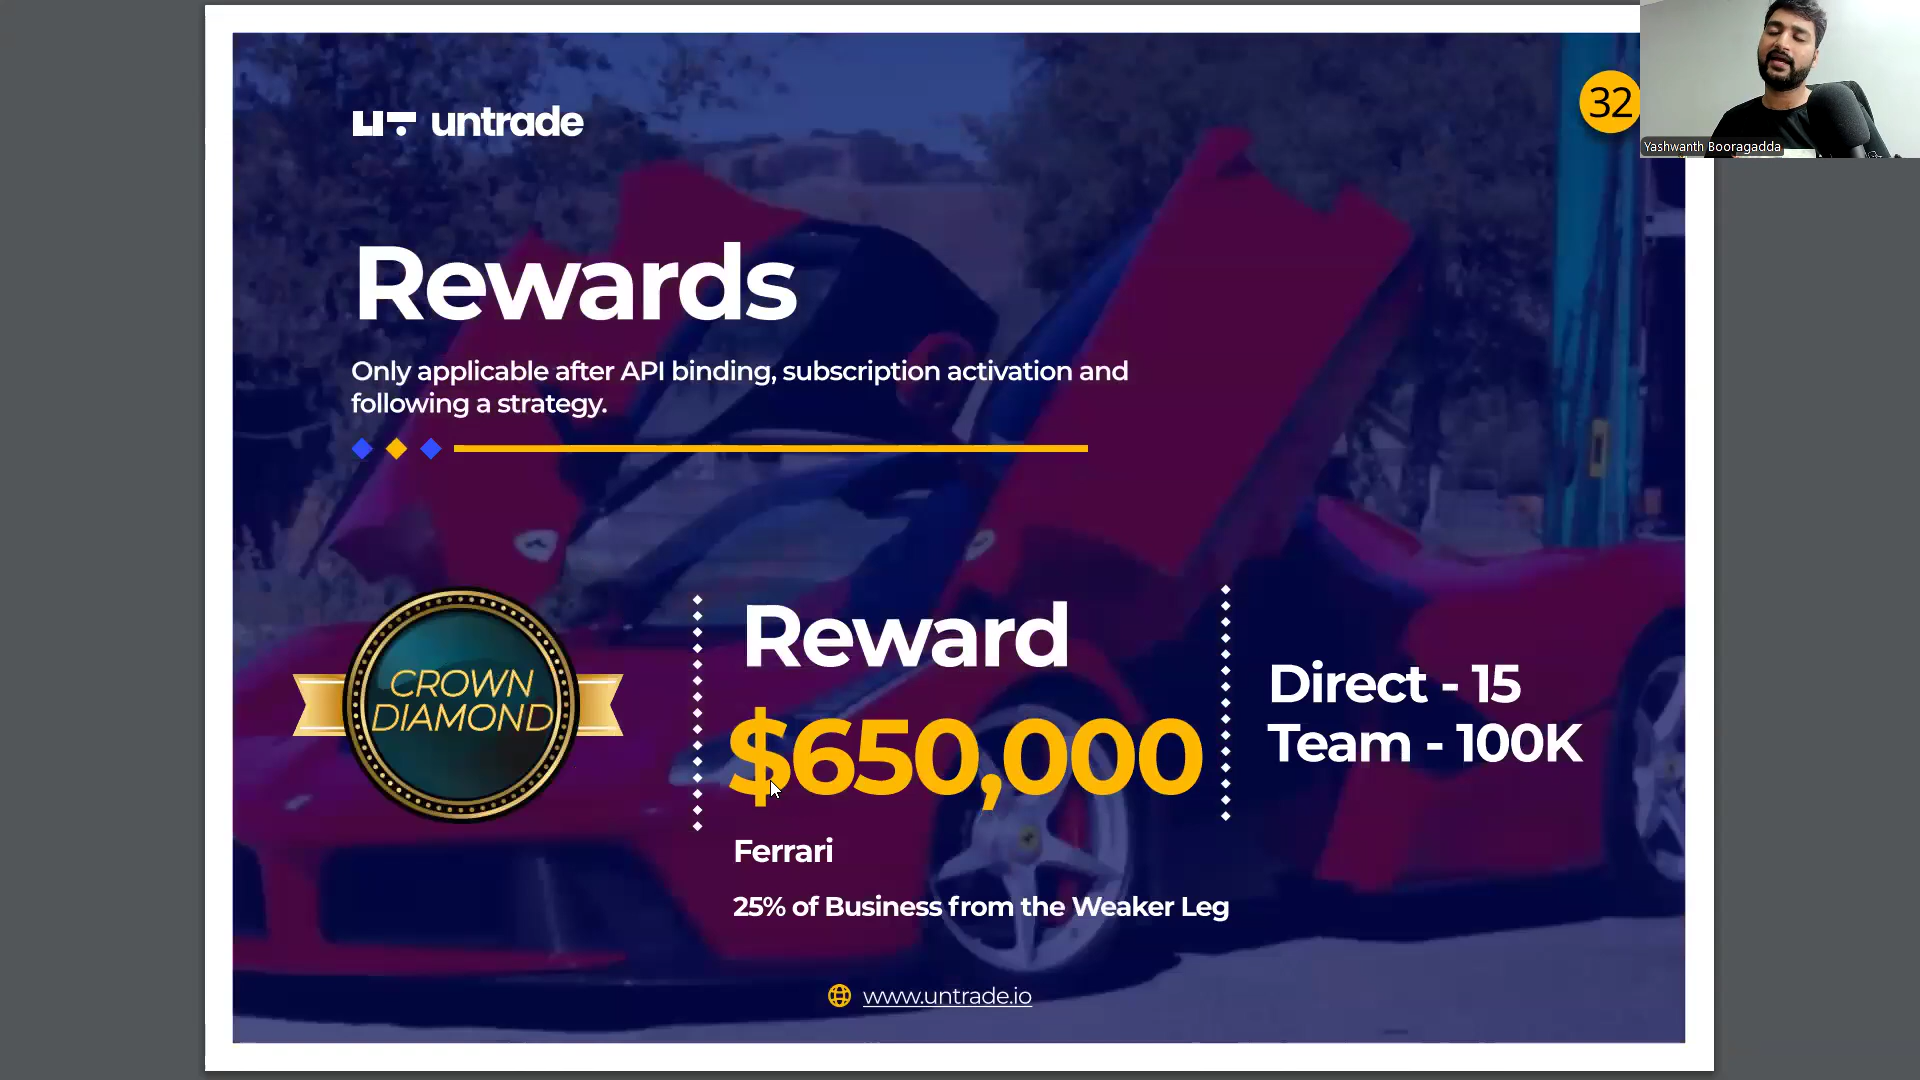 untrade
32
Yashwanth Booragadda
Rewards
Only applicable after API binding, subscription activation and
following a strategy.
CROWN
DIAMOND
Reward
$650,000
Ferrari
25% of Business from the Weaker Leg
Direct - 15
Team - 100K
www.untrade.io